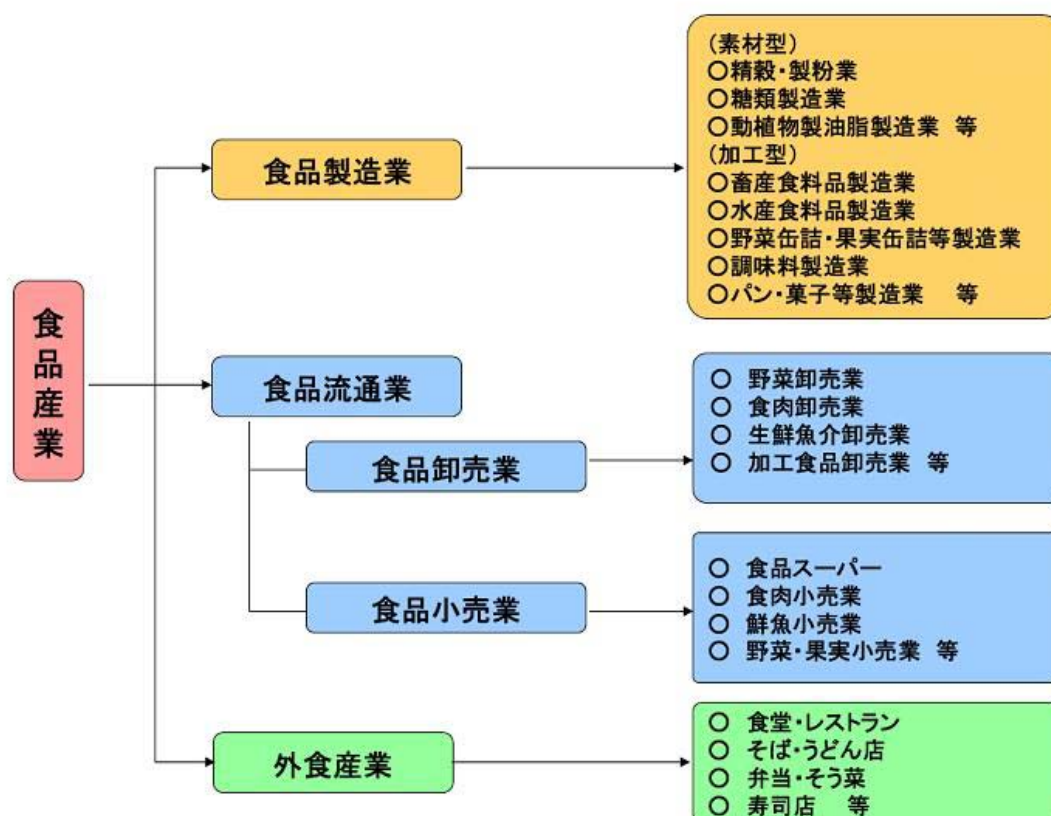 食品産業
食品製造業
(素材型)
○精穀・製粉業
○糖類製造業
○動植物製油脂製造業 等
(加工型)
○畜産食料品製造業
○水産食料品製造業
○野菜缶詰・果実缶詰等製造業
○調味料製造業
○パン・菓子等製造業 等
食品流通業
食品卸売業
○ 野菜卸売業
○ 食肉卸売業
○ 生鮮魚介卸売業
○ 加工食品卸売業 等
食品小売業
○ 食品スーパー
○ 食肉小売業
○ 鮮魚小売業
○ 野菜・果実小売業 等
外食産業
○ 食堂・レストラン
○ そば・うどん店
○ 弁当・そう菜
○ 寿司店 等